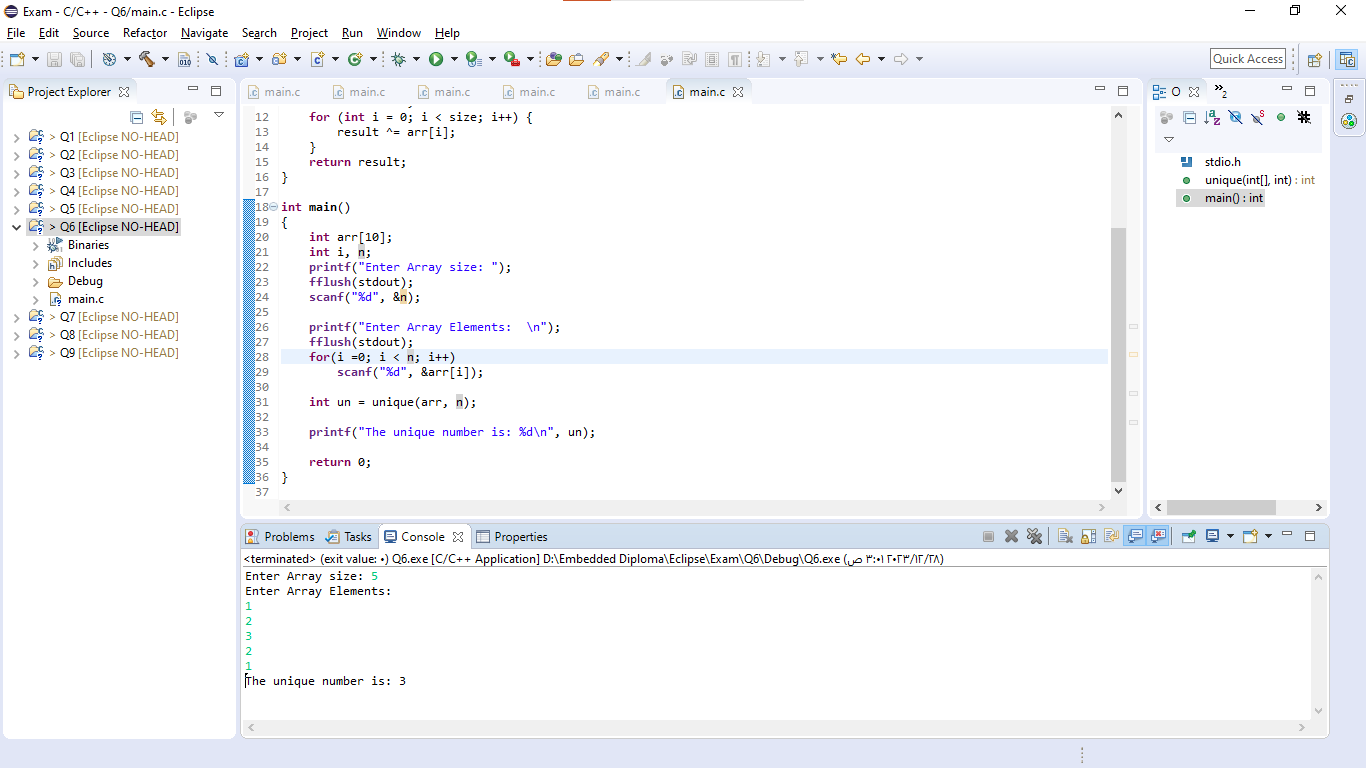 Exam - C/C++ - Q6/main.c - Eclipse
File Edit Source Refactor Navigate Search Project Run Window Help
Quick Access
Project Explorer
main.c main.c main.c main.c main.c main.c
O
»2
> Q1 [Eclipse NO-HEAD]
> Q2 [Eclipse NO-HEAD]
> Q3 [Eclipse NO-HEAD]
> Q4 [Eclipse NO-HEAD]
> Q5 [Eclipse NO-HEAD]
> Q6 [Eclipse NO-HEAD]
Binaries
Includes
Debug
main.c
> Q7 [Eclipse NO-HEAD]
> Q8 [Eclipse NO-HEAD]
> Q9 [Eclipse NO-HEAD]
12 for (int i = 0; i < size; i++) {
13 result ^= arr[i];
14 }
15 return result;
16 }
17
18 int main()
19 {
20 int arr[10];
21 int i, n;
22 printf("Enter Array size: ");
23 fflush(stdout);
24 scanf("%d", &n);
25
26 printf("Enter Array Elements:  \n");
27 fflush(stdout);
28 for(i =0; i < n; i++)
29 scanf("%d", &arr[i]);
30
31 int un = unique(arr, n);
32
33 printf("The unique number is: %d\n", un);
34
35 return 0;
36 }
37
stdio.h
unique(int[], int) : int
main() : int
Problems Tasks Console Properties
<terminated> (exit value: ٠) Q6.exe [C/C++ Application] D:\Embedded Diploma\Eclipse\Exam\Q6\Debug\Q6.exe (٢٠٢٣/١٢/٢٨ ٣:٠١ ص)
Enter Array size: 5
Enter Array Elements:
1
2
3
2
1
The unique number is: 3